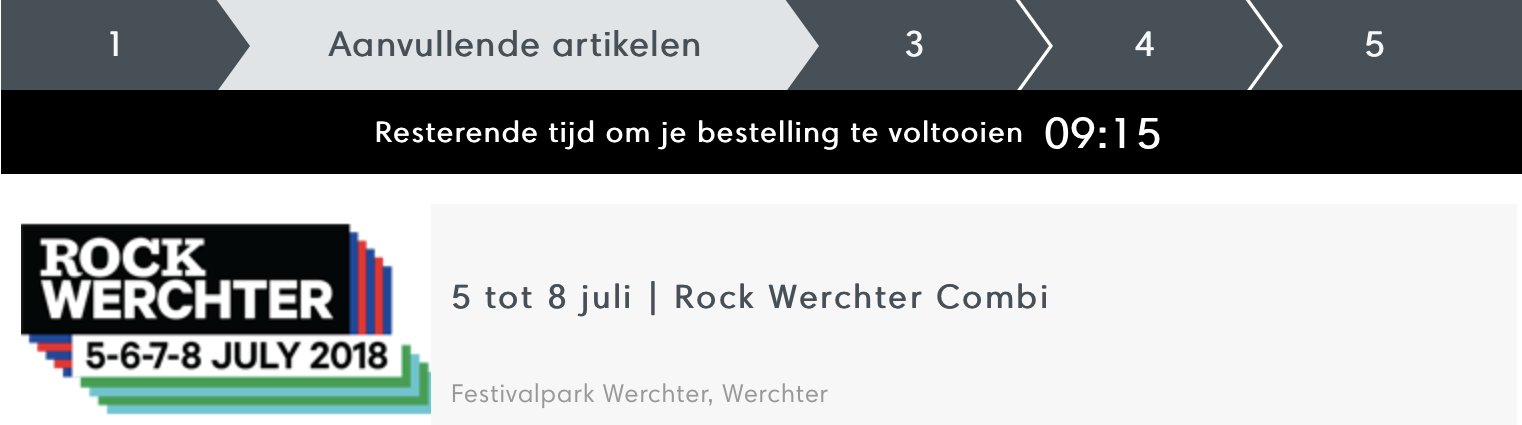 1 Aanvullende artikelen 3 4 5
Resterende tijd om je bestelling te voltooien 09:15
ROCK
WERCHTER
5-6-7-8 JULY 2018
5 tot 8 juli | Rock Werchter Combi
Festivalpark Werchter, Werchter